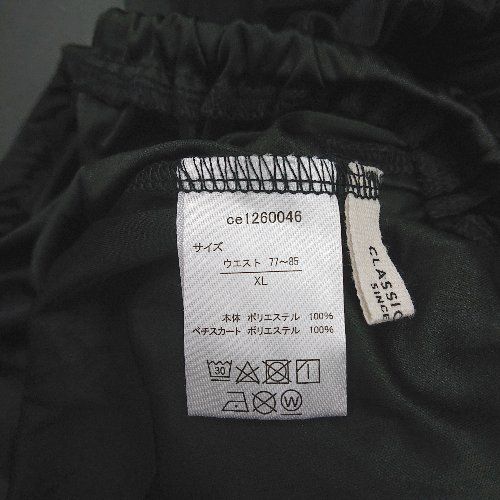 ce1260046
サイズ
ウエスト 77～85
XL
本体 ポリエステル 100%
ペチスカート ポリエステル 100%
30
W
CLASSIC
SINCE